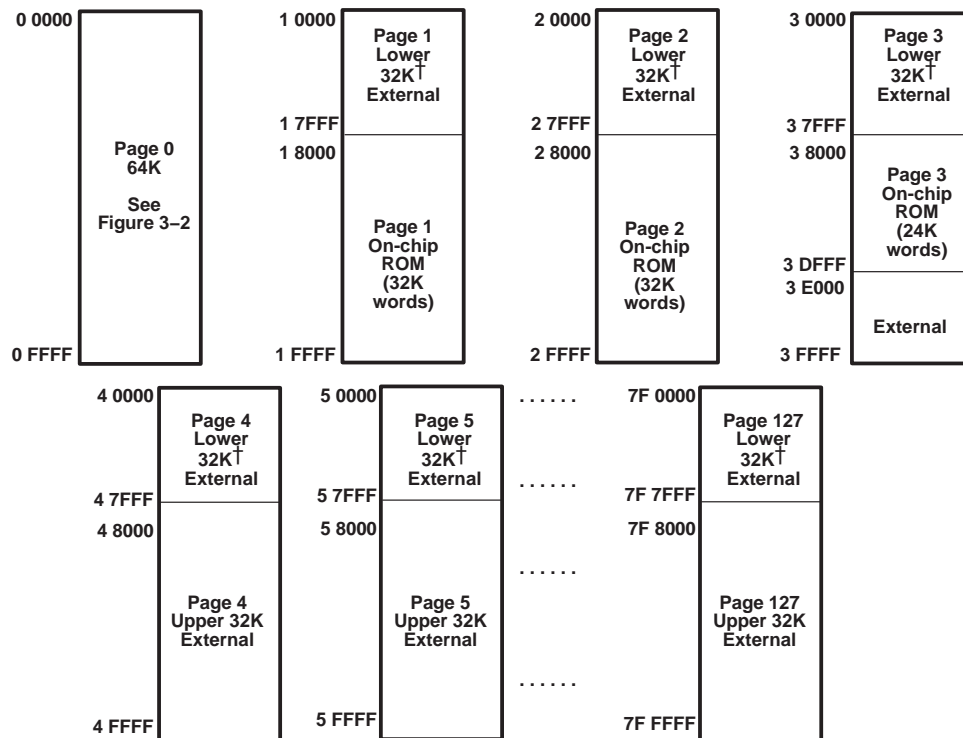 0 0000
Page 0
64K
See
Figure 3–2
0 FFFF
1 0000
Page 1
Lower
32K†
External
1 7FFF
1 8000
Page 1
On-chip
ROM
(32K
words)
1 FFFF
2 0000
Page 2
Lower
32K†
External
2 7FFF
2 8000
Page 2
On-chip
ROM
(32K
words)
2 FFFF
3 0000
Page 3
Lower
32K†
External
3 7FFF
3 8000
Page 3
On-chip
ROM
(24K
words)
3 DFFF
3 E000
External
3 FFFF
4 0000
Page 4
Lower
32K†
External
4 7FFF
4 8000
Page 4
Upper 32K
External
4 FFFF
5 0000
Page 5
Lower
32K†
External
5 7FFF
5 8000
Page 5
Upper 32K
External
5 FFFF
. . . . . .
. . . . . .
. . . . . .
. . . . . .
7F 0000
Page 127
Lower
32K†
External
7F 7FFF
7F 8000
Page 127
Upper 32K
External
7F FFFF